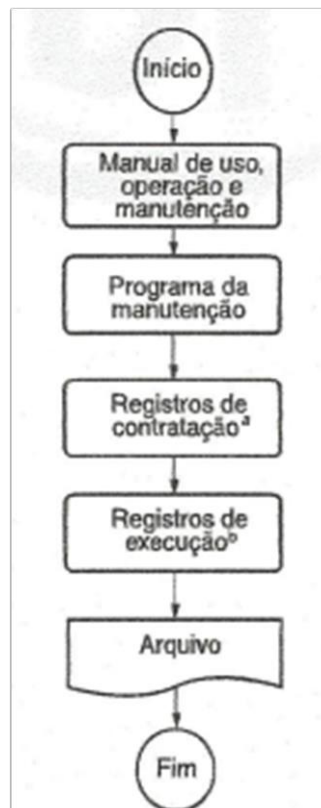 Início
Manual de uso,
operação e
manutenção
Programa da
manutenção
Registros de
contratação ᵃ
Registros de
execução ᵇ
Arquivo
Fim